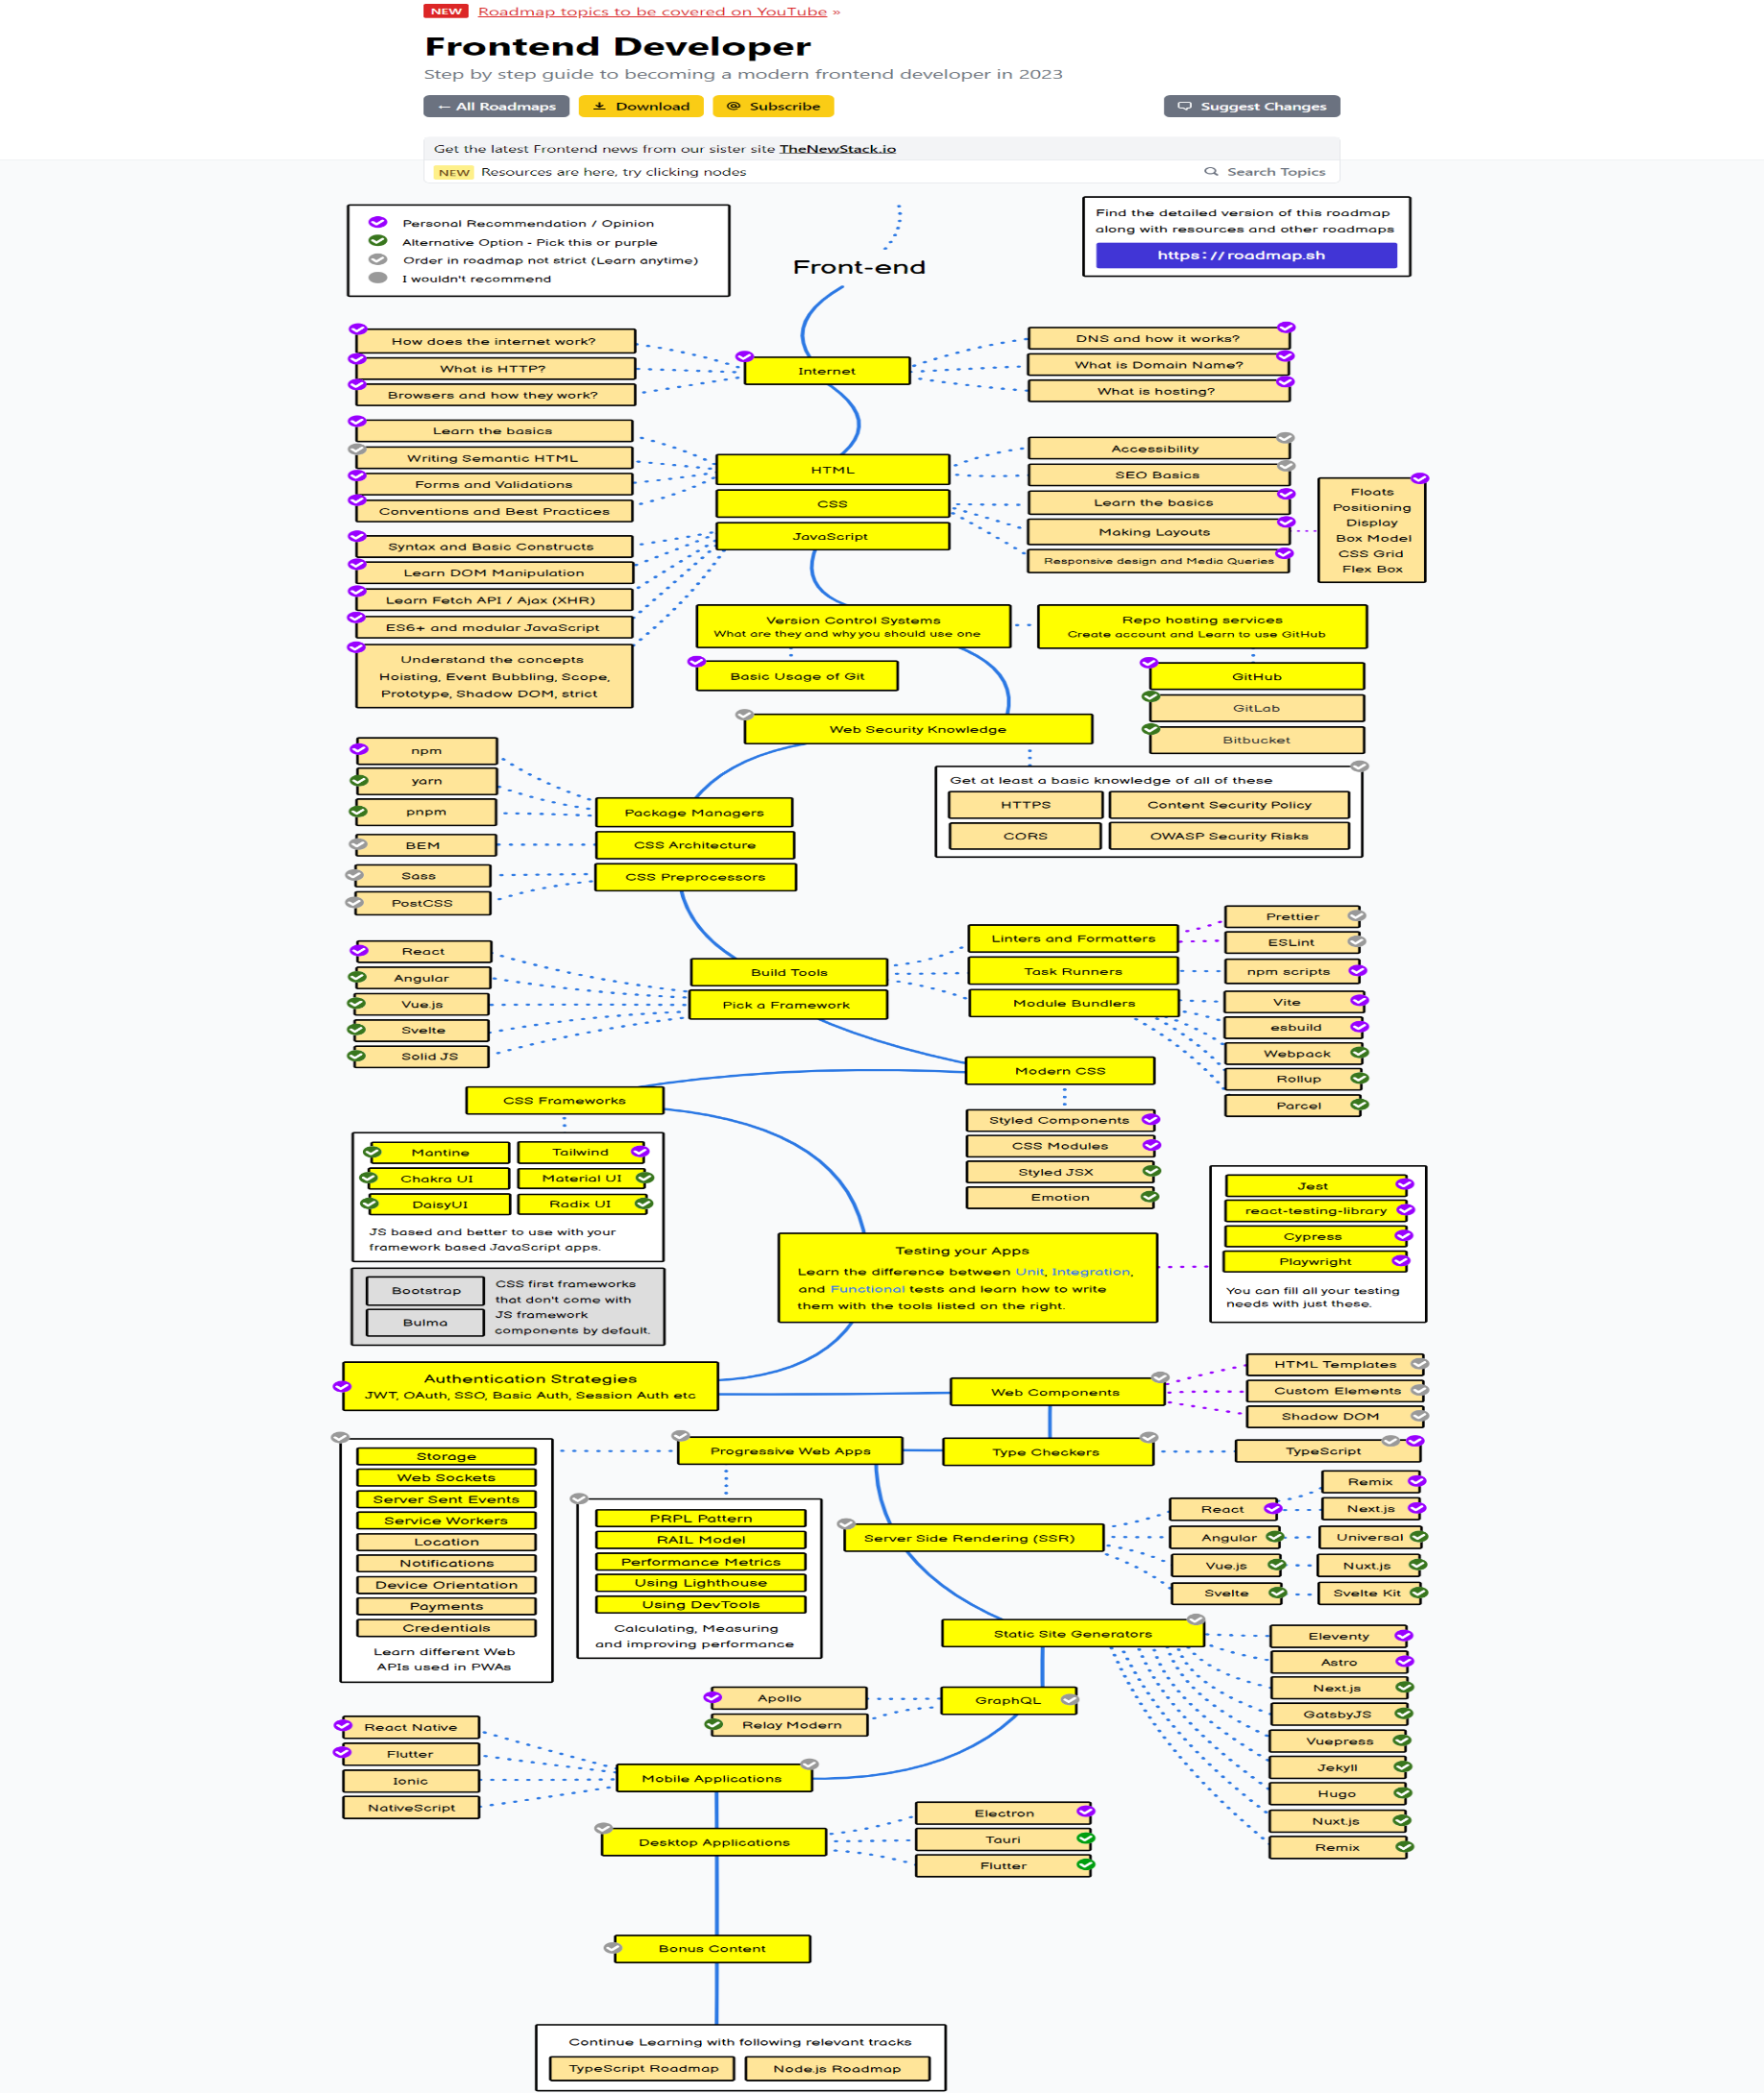 NEW Roadmap topics to be covered on YouTube »
Frontend Developer
Step by step guide to becoming a modern frontend developer in 2023
← All Roadmaps
Download
@ Subscribe
Suggest Changes
Get the latest Frontend news from our sister site TheNewStack.io
NEW Resources are here, try clicking nodes
Search Topics
Personal Recommendation / Opinion
Alternative Option - Pick this or purple
Order in roadmap not strict (Learn anytime)
I wouldn't recommend
Find the detailed version of this roadmap
along with resources and other roadmaps
https://roadmap.sh
Front-end
How does the internet work?
What is HTTP?
Browsers and how they work?
Internet
DNS and how it works?
What is Domain Name?
What is hosting?
Learn the basics
Writing Semantic HTML
Forms and Validations
Conventions and Best Practices
HTML
CSS
JavaScript
Accessibility
SEO Basics
Learn the basics
Making Layouts
Responsive design and Media Queries
Floats
Positioning
Display
Box Model
CSS Grid
Flex Box
Syntax and Basic Constructs
Learn DOM Manipulation
Learn Fetch API / Ajax (XHR)
ES6+ and modular JavaScript
Understand the concepts
Hoisting, Event Bubbling, Scope,
Prototype, Shadow DOM, strict
Version Control Systems
What are they and why you should use one
Repo hosting services
Create account and Learn to use GitHub
Basic Usage of Git
GitHub
GitLab
Bitbucket
Web Security Knowledge
Get at least a basic knowledge of all of these
HTTPS
Content Security Policy
CORS
OWASP Security Risks
npm
yarn
pnpm
BEM
Sass
PostCSS
Package Managers
CSS Architecture
CSS Preprocessors
React
Angular
Vue.js
Svelte
Solid JS
Build Tools
Pick a Framework
Linters and Formatters
Task Runners
Module Bundlers
Prettier
ESLint
npm scripts
Vite
esbuild
Webpack
Rollup
Parcel
Modern CSS
Styled Components
CSS Modules
Styled JSX
Emotion
CSS Frameworks
Mantine
Tailwind
Chakra UI
Material UI
DaisyUI
Radix UI
JS based and better to use with your
framework based JavaScript apps.
Bootstrap
Bulma
CSS first frameworks
that don't come with
JS framework
components by default.
Testing your Apps
Learn the difference between Unit, Integration,
and Functional tests and learn how to write
them with the tools listed on the right.
Jest
react-testing-library
Cypress
Playwright
You can fill all your testing
needs with just these.
Authentication Strategies
JWT, OAuth, SSO, Basic Auth, Session Auth etc
Web Components
HTML Templates
Custom Elements
Shadow DOM
Progressive Web Apps
Type Checkers
TypeScript
Storage
Web Sockets
Server Sent Events
Service Workers
Location
Notifications
Device Orientation
Payments
Credentials
Learn different Web
APIs used in PWAs
PRPL Pattern
RAIL Model
Performance Metrics
Using Lighthouse
Using DevTools
Calculating, Measuring
and improving performance
Server Side Rendering (SSR)
React
Angular
Vue.js
Svelte
Remix
Next.js
Universal
Nuxt.js
Svelte Kit
Static Site Generators
Eleventy
Astro
Next.js
GatsbyJS
Vuepress
Jekyll
Hugo
Nuxt.js
Remix
GraphQL
Apollo
Relay Modern
React Native
Flutter
Ionic
NativeScript
Mobile Applications
Desktop Applications
Electron
Tauri
Flutter
Bonus Content
Continue Learning with following relevant tracks
TypeScript Roadmap
Node.js Roadmap